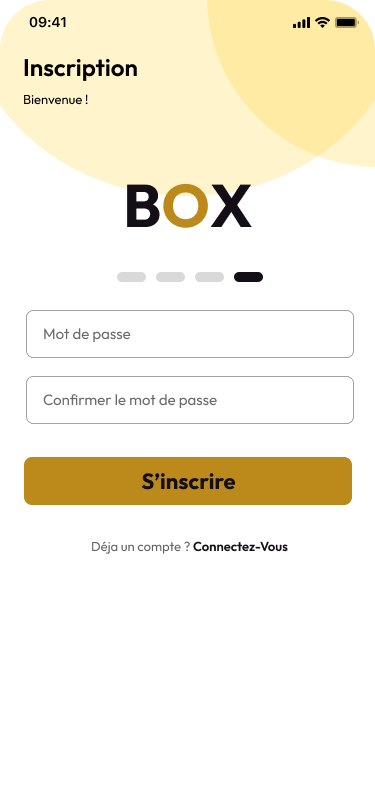 09:41
Inscription
Bienvenue !
BOX
Mot de passe
Confirmer le mot de passe
S’inscrire
Déja un compte ? Connectez-Vous